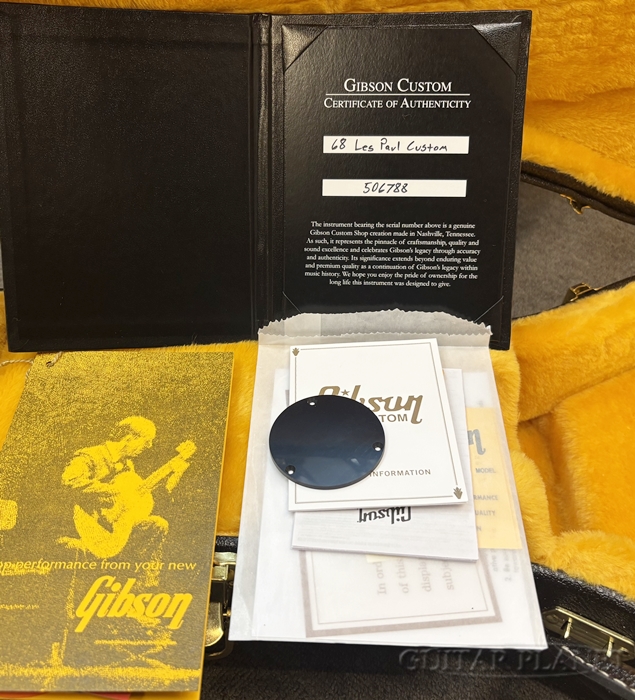 GIBSON CUSTOM
CERTIFICATE OF AUTHENTICITY
68 Les Paul Custom
506788
The instrument bearing the serial number above is a genuine
Gibson Custom Shop creation made in Nashville, Tennessee.
As such, it represents the pinnacle of craftsmanship, quality and
sound excellence and celebrates Gibson's legacy through accuracy
and authenticity. Its significance extends beyond enduring value
and premium quality as a continuation of Gibson's legacy within
music history. We hope you enjoy the pride of ownership for the
long life this instrument was designed to give.
Gibson
INFORMATION
Gibson
MODEL
In
of this
performance from your new
Gibson
GUITAR PLANET